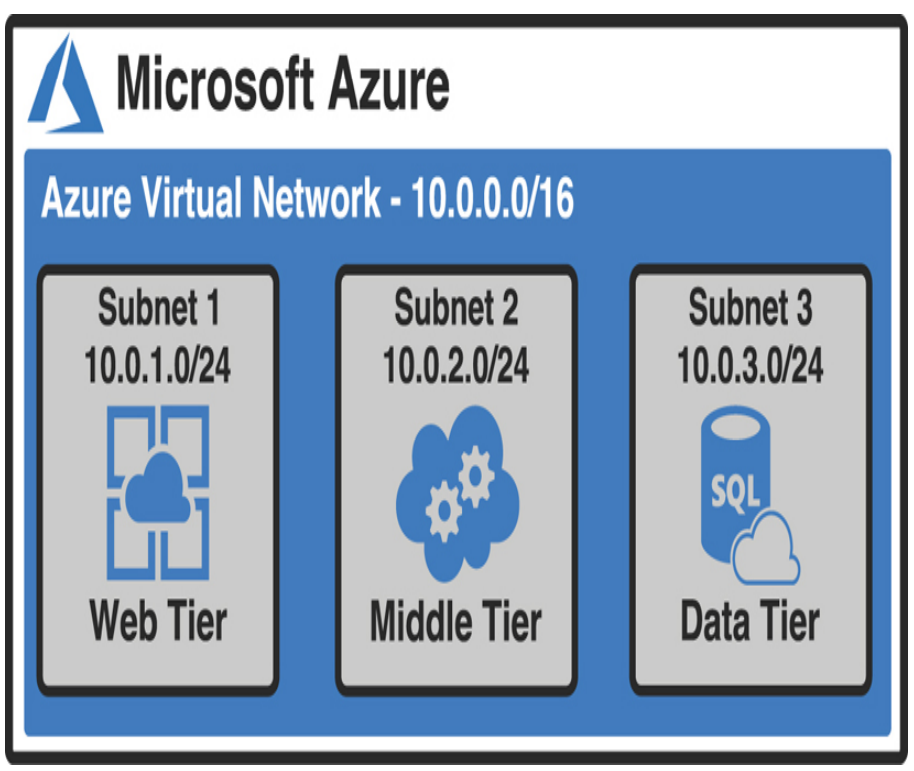 Microsoft Azure
Azure Virtual Network - 10.0.0.0/16
Subnet 1
10.0.1.0/24
Web Tier
Subnet 2
10.0.2.0/24
Middle Tier
Subnet 3
10.0.3.0/24
SQL
Data Tier